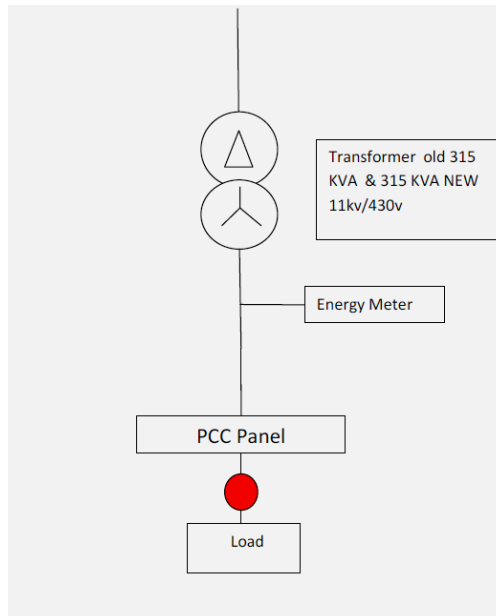 Transformer old 315
KVA & 315 KVA NEW
11kv/430v
Energy Meter
PCC Panel
Load